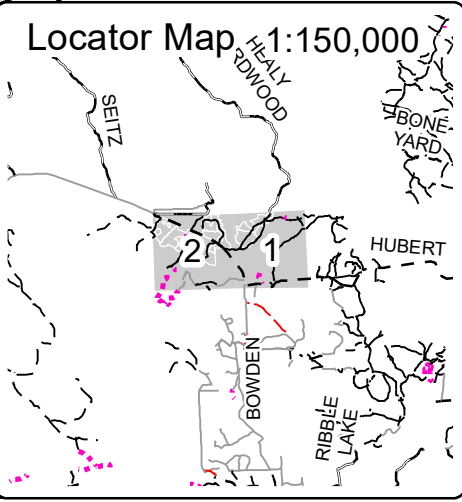 Locator Map 1:150,000
HEALY
RDWOOD
SEITZ
BONE
YARD
2
1
HUBERT
BOWDEN
RIBBLE
LAKE